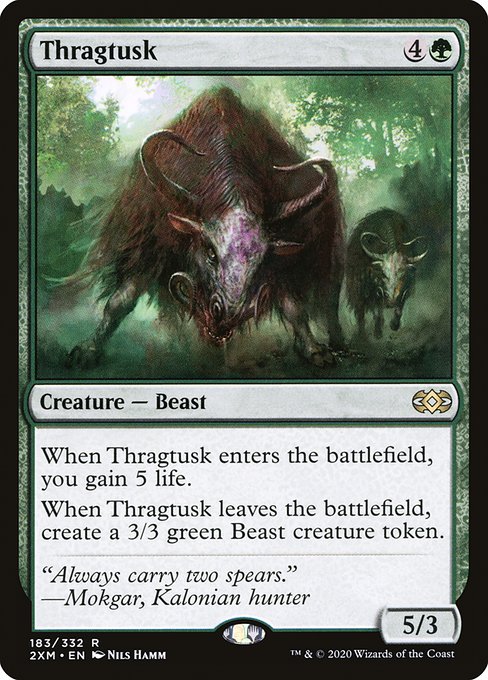 Thragtusk 4
Creature — Beast
When Thragtusk enters the battlefield,
you gain 5 life.
When Thragtusk leaves the battlefield,
create a 3/3 green Beast creature token.
“Always carry two spears.”
—Mokgar, Kalonian hunter
5/3
183/332 R
2XM • EN Nils Hamm
™ & © 2020 Wizards of the Coast